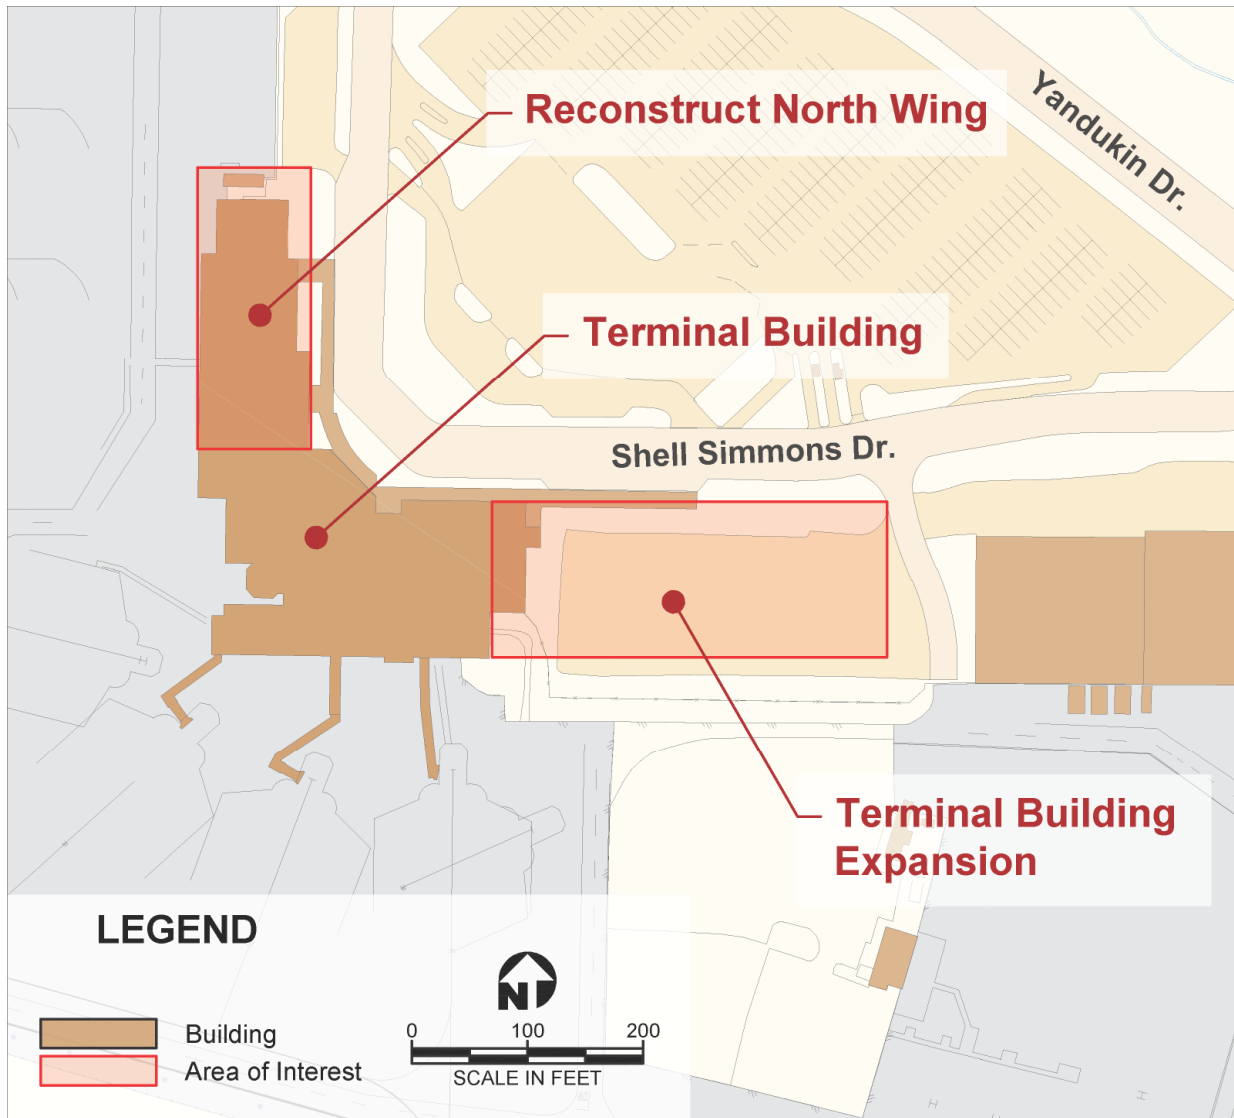 Reconstruct North Wing
Yandukin Dr.
Terminal Building
Shell Simmons Dr.
Terminal Building
Expansion
LEGEND
N
Building
Area of Interest
0 100 200
SCALE IN FEET